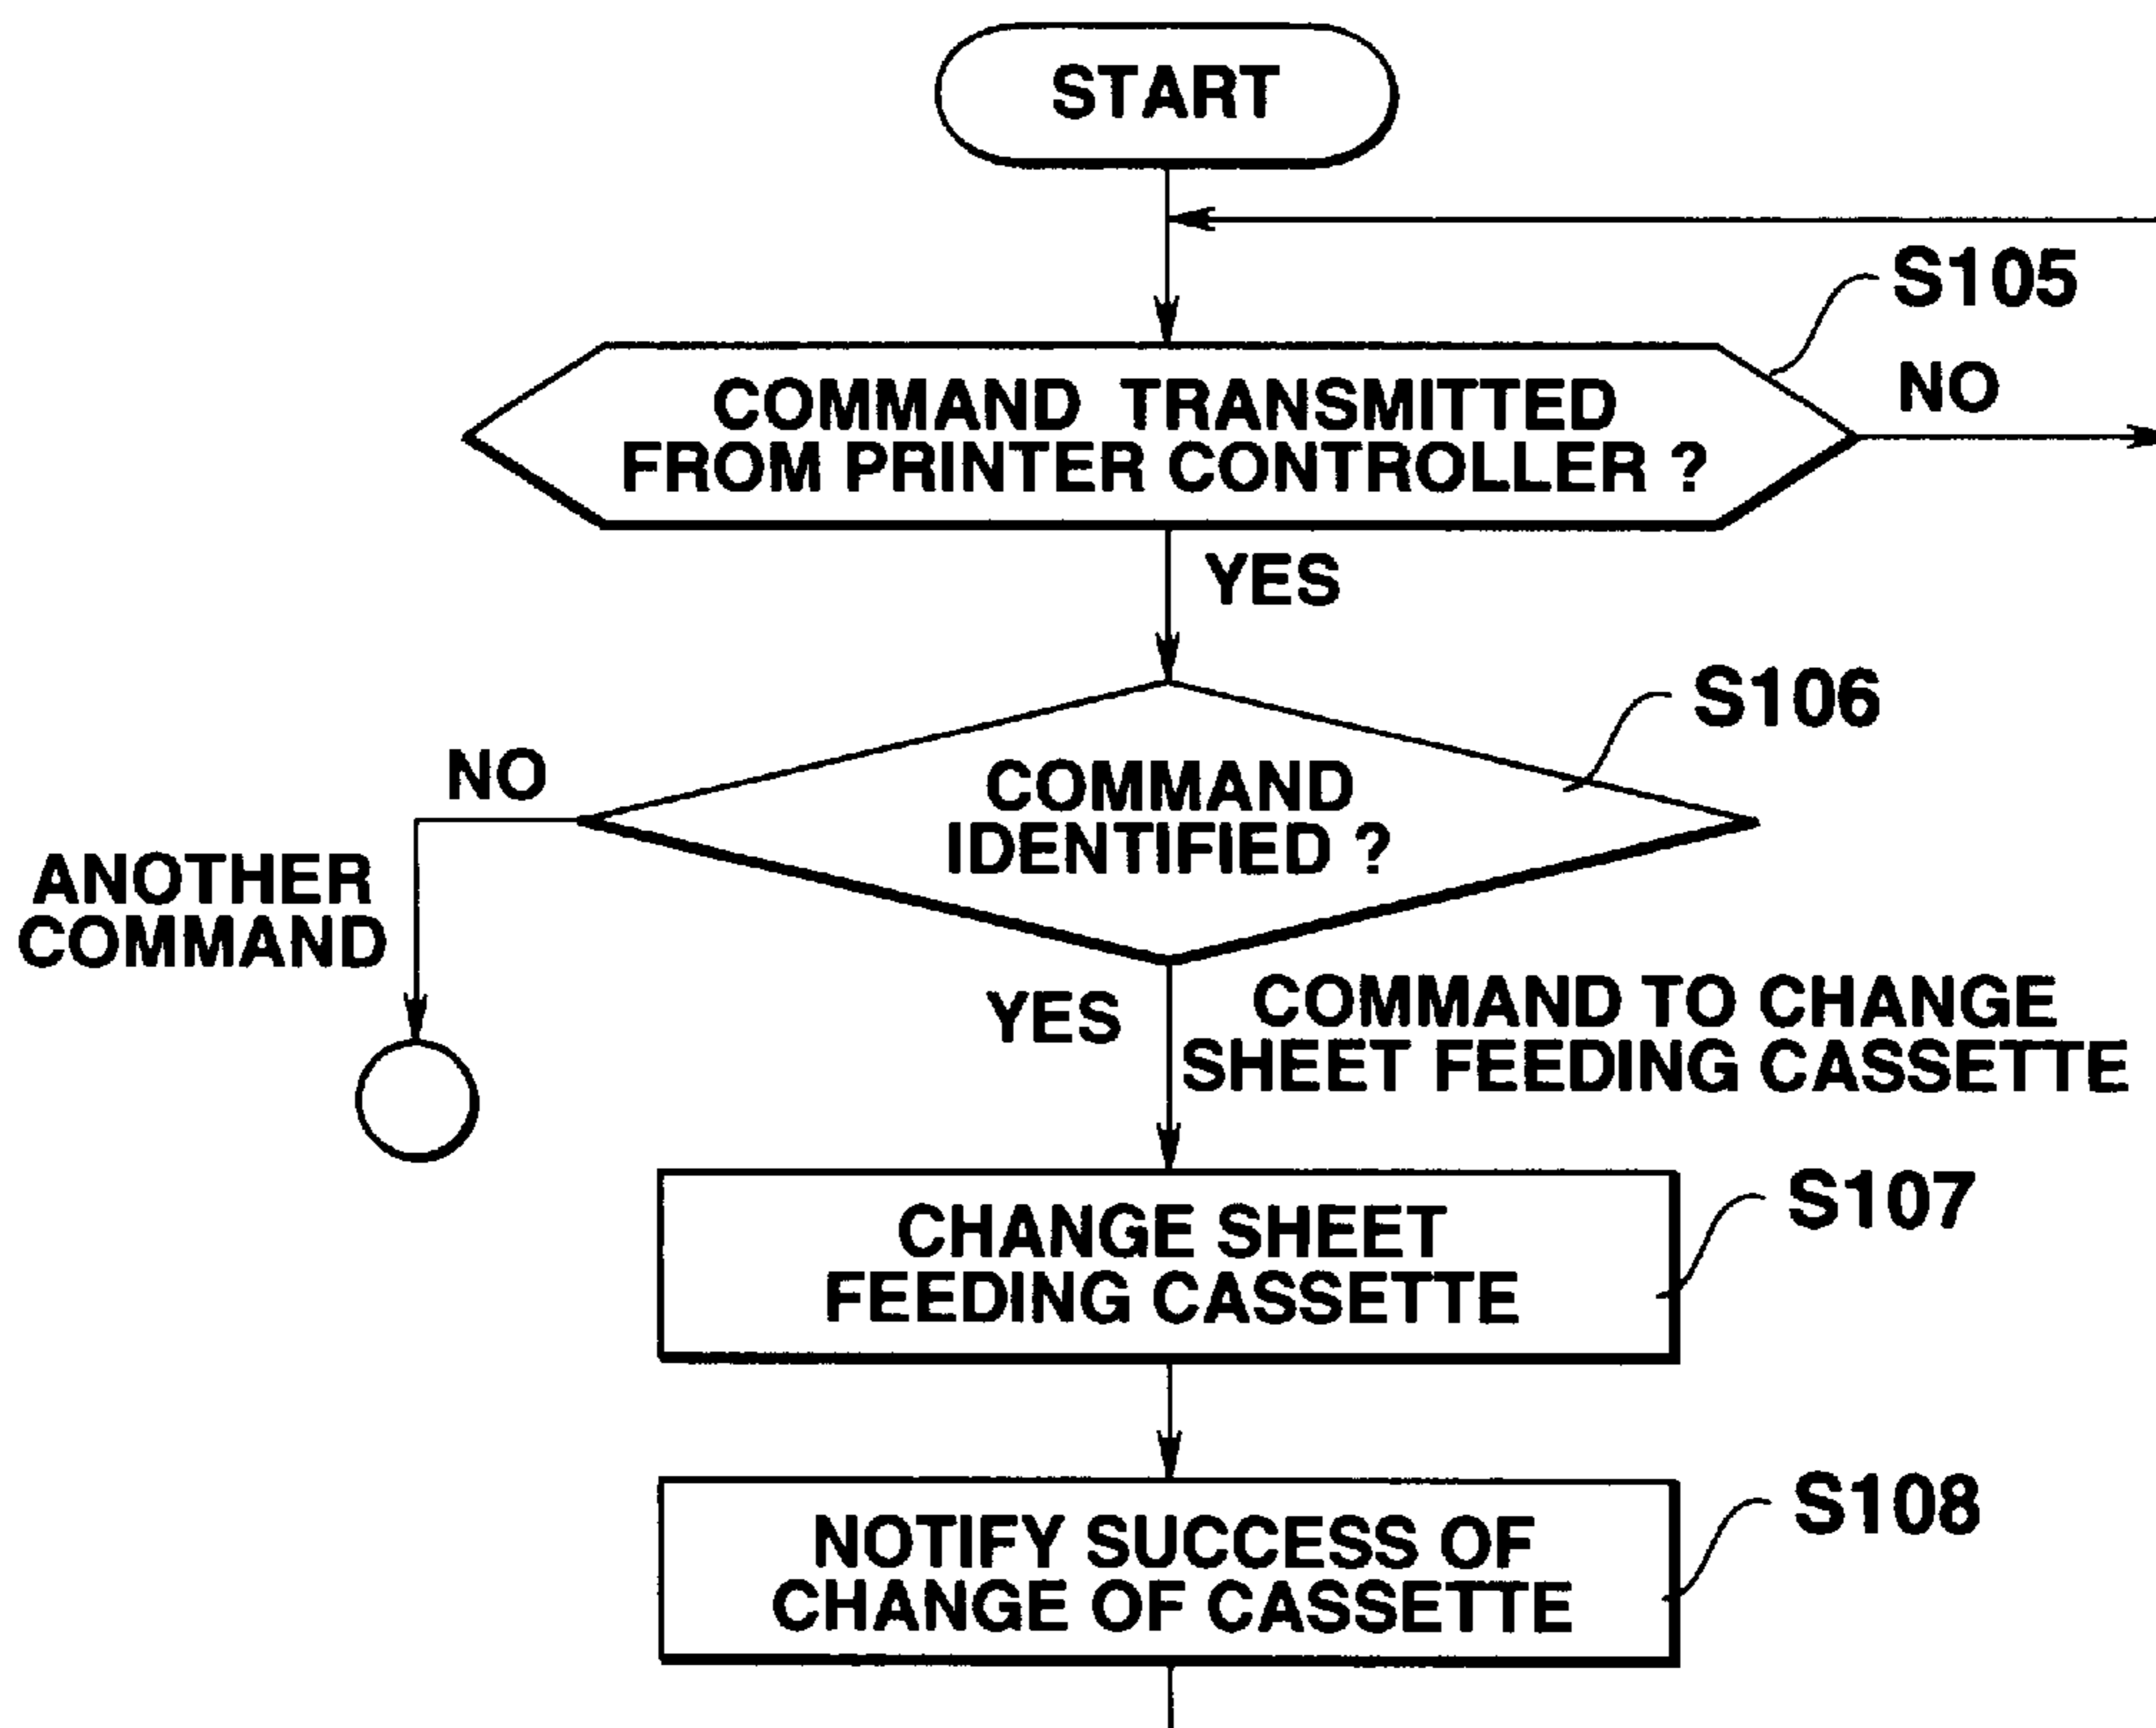 START
S105
COMMAND TRANSMITTED
FROM PRINTER CONTROLLER ?
NO
YES
S106
NO
COMMAND
IDENTIFIED ?
ANOTHER
COMMAND
YES
COMMAND TO CHANGE
SHEET FEEDING CASSETTE
S107
CHANGE SHEET
FEEDING CASSETTE
S108
NOTIFY SUCCESS OF
CHANGE OF CASSETTE